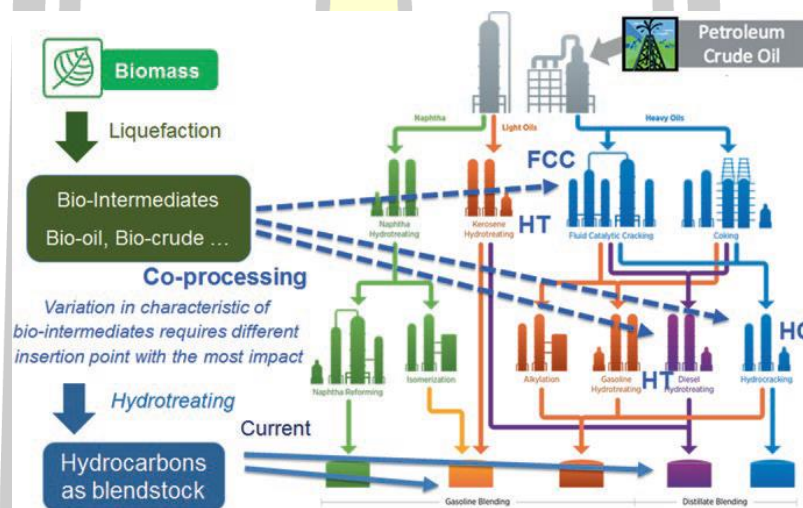 Petroleum
Crude Oil
Biomass
Liquefaction
Naphtha
Light Oils
Heavy Oils
Bio-Intermediates
Bio-oil, Bio-crude ...
FCC
HT
Naphtha
Hydrotreating
Kerosene
Hydrotreating
Fluid Catalytic Cracking
Coking
Co-processing
Variation in characteristic of
bio-intermediates requires different
insertion point with the most impact
HC
HT
Naphtha Reforming
Isomerization
Alkylation
Gasoline
Hydrotreating
Diesel
Hydrotreating
Hydrocracking
Hydrotreating
Current
Hydrocarbons
as blendstock
Gasoline Blending
Distillate Blending